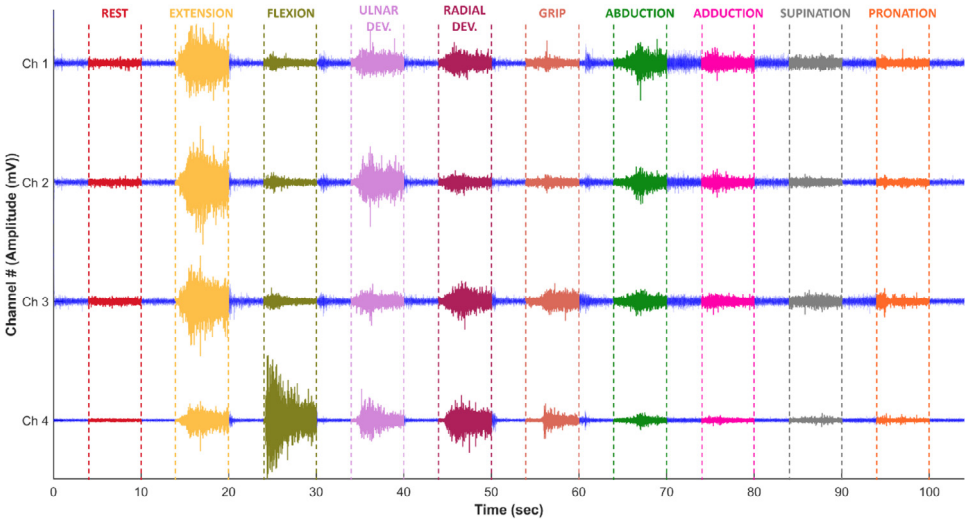 REST EXTENSION FLEXION ULNAR DEV. RADIAL DEV. GRIP ABDUCTION ADDUCTION SUPINATION PRONATION
Channel # (Amplitude (mV))
Ch 1
Ch 2
Ch 3
Ch 4
0 10 20 30 40 50 60 70 80 90 100
Time (sec)